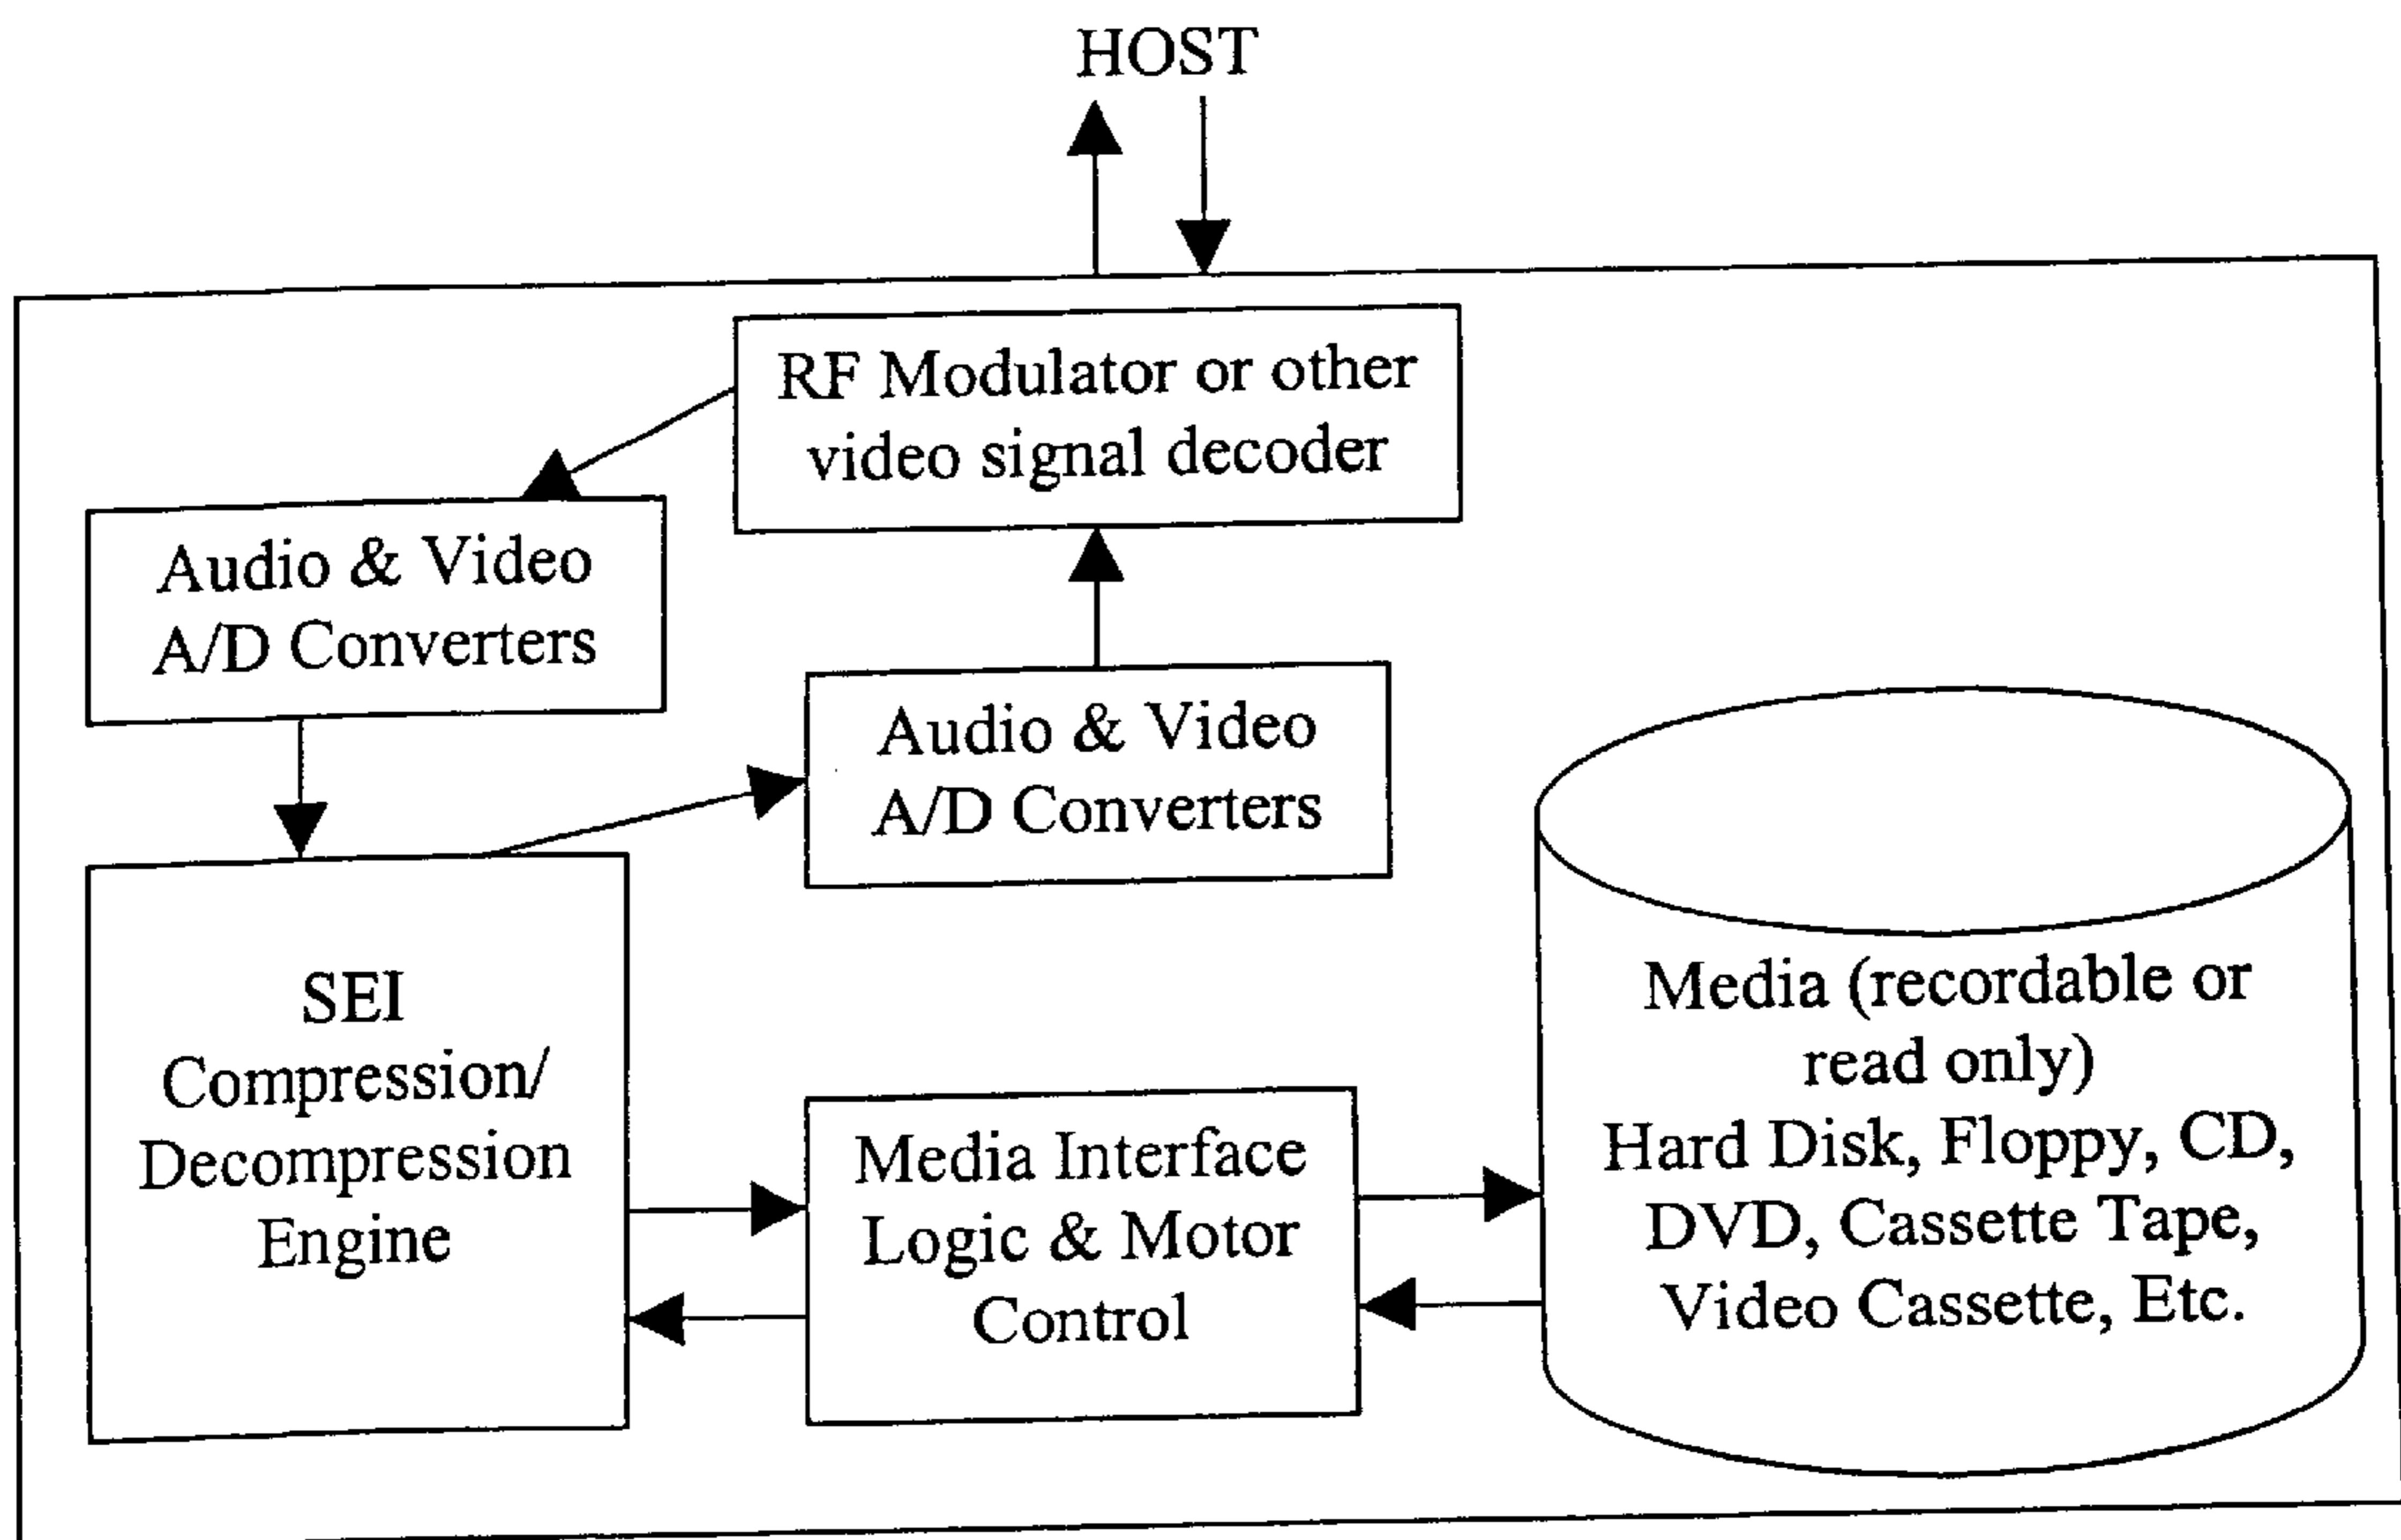 HOST
RF Modulator or other
video signal decoder
Audio & Video
A/D Converters
Audio & Video
A/D Converters
SEI
Compression/
Decompression
Engine
Media Interface
Logic & Motor
Control
Media (recordable or
read only)
Hard Disk, Floppy, CD,
DVD, Cassette Tape,
Video Cassette, Etc.